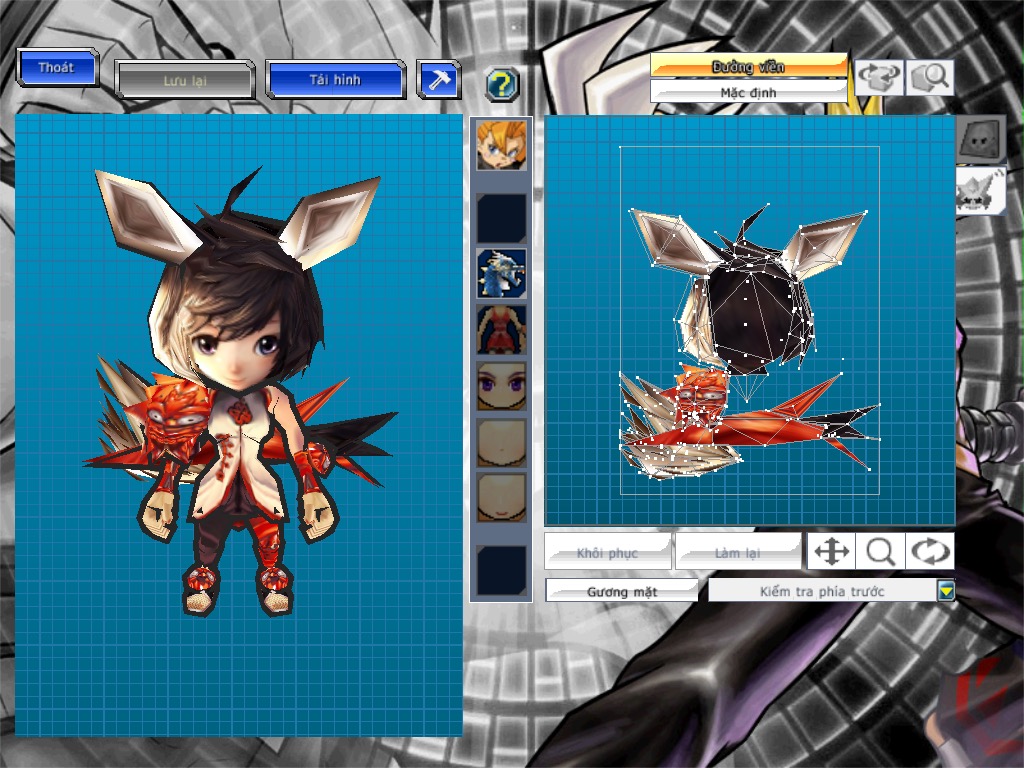 Thoát
Lưu lại
Tải hình
?
Đường viền
Mặc định
Khôi phục
Làm lại
Gương mặt
Kiểm tra phía trước